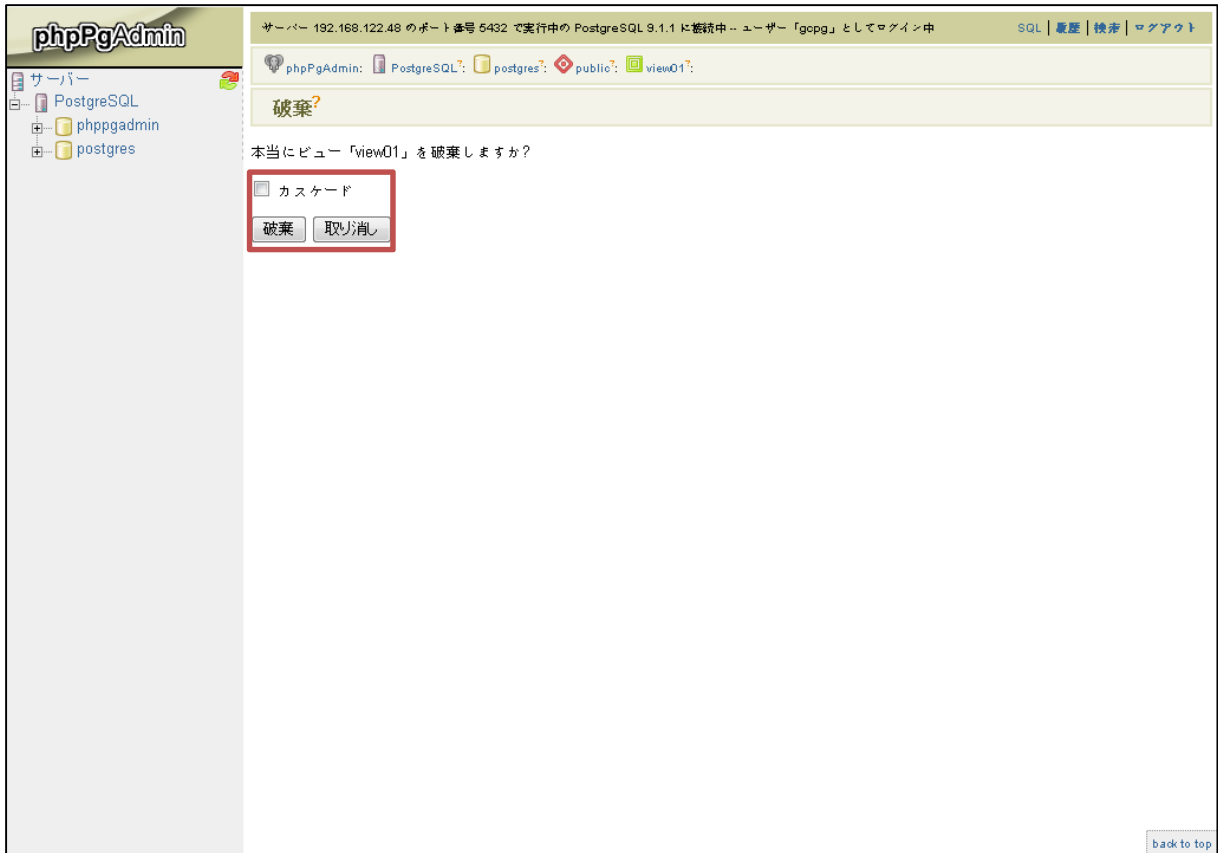 phpPgAdmin
サーバー 192.168.122.48 のポート番号 5432 で実行中の PostgreSQL 9.1.1 に接続中 -- ユーザー「gcpg」としてログイン中
SQL | 履歴 | 検索 | ログアウト
phpPgAdmin: PostgreSQL?: postgres?: public?: view01?:
サーバー
PostgreSQL
phppgadmin
postgres
破棄?
本当にビュー「view01」を破棄しますか?
カスケード
破棄 取り消し
back to top